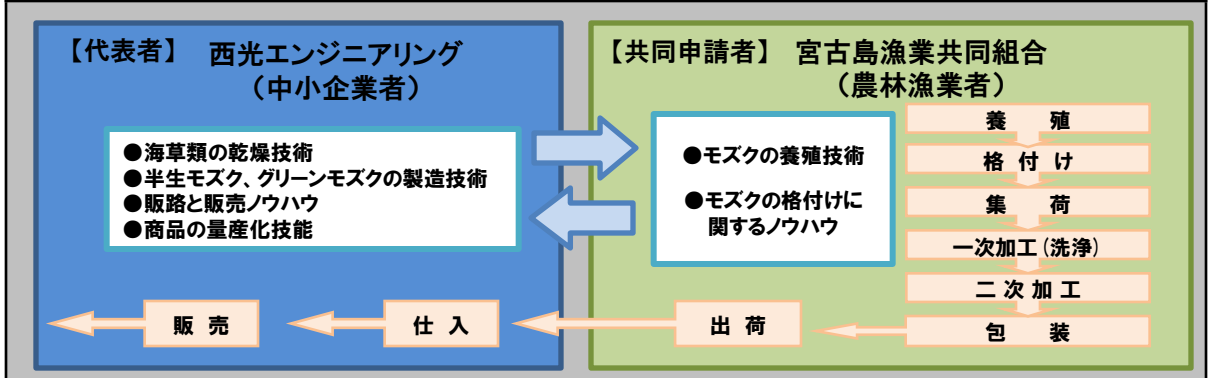 【代表者】 西光エンジニアリング
（中小企業者）
●海草類の乾燥技術
●半生モズク、グリーンモズクの製造技術
●販路と販売ノウハウ
●商品の量産化技能
【共同申請者】 宮古島漁業共同組合
（農林漁業者）
●モズクの養殖技術
●モズクの格付けに
関するノウハウ
養 殖
格 付 け
集 荷
一次加工（洗浄）
二 次 加 工
包 装
出 荷
仕 入
販 売